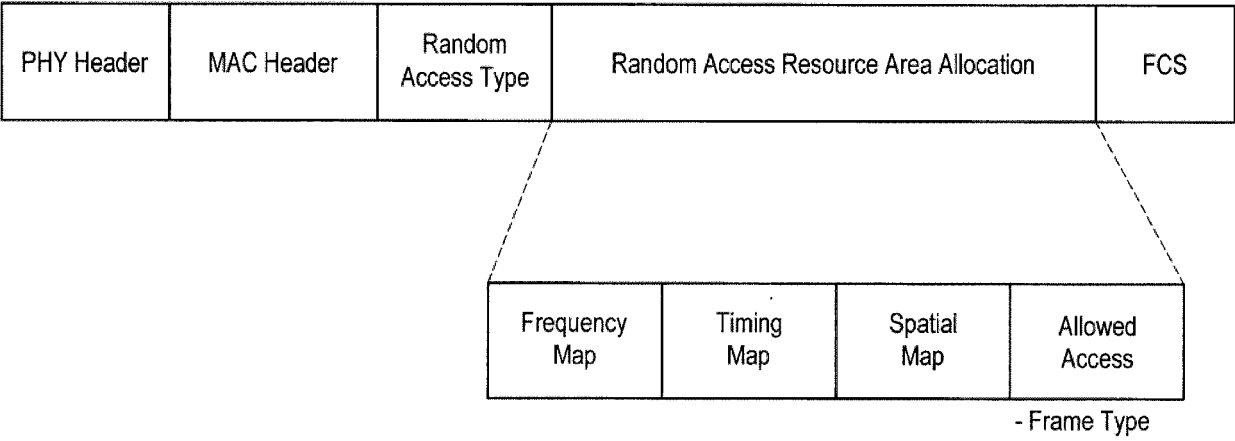 PHY Header
MAC Header
Random
Access Type
Random Access Resource Area Allocation
FCS
Frequency
Map
Timing
Map
Spatial
Map
Allowed
Access
- Frame Type